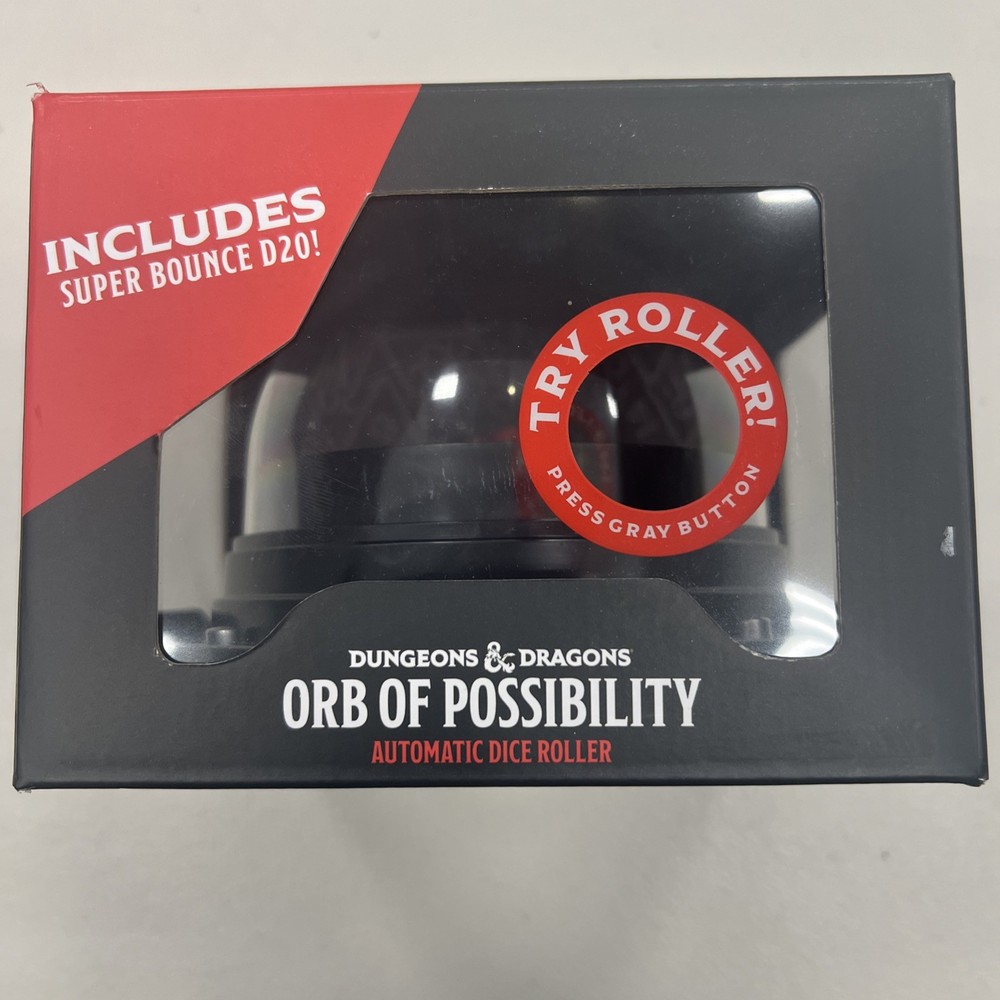 INCLUDES
SUPER BOUNCE D20!
TRY ROLLER!
PRESS GRAY BUTTON
DUNGEONS & DRAGONS
ORB OF POSSIBILITY
AUTOMATIC DICE ROLLER